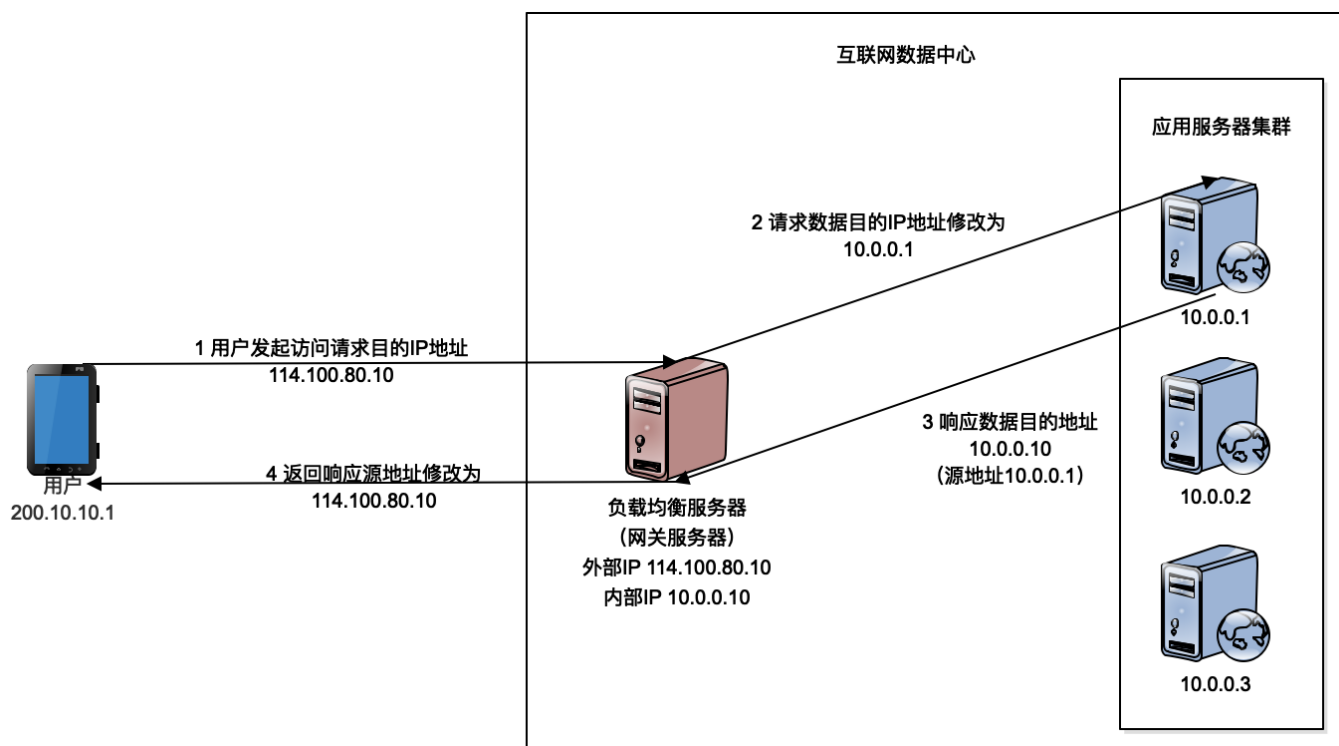 互联网数据中心
应用服务器集群
2 请求数据目的IP地址修改为
10.0.0.1
10.0.0.1
1 用户发起访问请求目的IP地址
114.100.80.10
3 响应数据目的地址
10.0.0.10
（源地址10.0.0.1）
4 返回响应源地址修改为
114.100.80.10
用户
200.10.10.1
10.0.0.2
负载均衡服务器
（网关服务器）
外部IP 114.100.80.10
内部IP 10.0.0.10
10.0.0.3